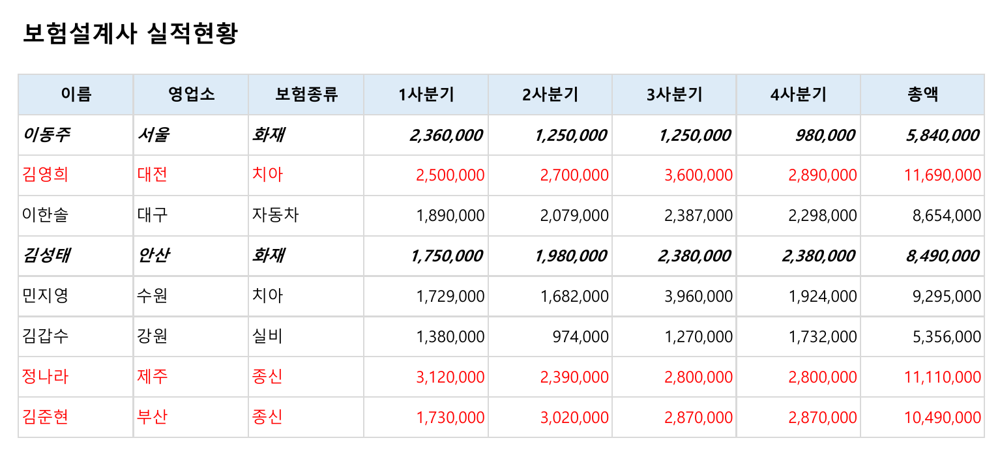 보험설계사 실적현황
이름 영업소 보험종류 1사분기 2사분기 3사분기 4사분기 총액
이동주 서울 화재 2,360,000 1,250,000 1,250,000 980,000 5,840,000
김영희 대전 치아 2,500,000 2,700,000 3,600,000 2,890,000 11,690,000
이한솔 대구 자동차 1,890,000 2,079,000 2,387,000 2,298,000 8,654,000
김성태 안산 화재 1,750,000 1,980,000 2,380,000 2,380,000 8,490,000
민지영 수원 치아 1,729,000 1,682,000 3,960,000 1,924,000 9,295,000
김갑수 강원 실비 1,380,000 974,000 1,270,000 1,732,000 5,356,000
정나라 제주 종신 3,120,000 2,390,000 2,800,000 2,800,000 11,110,000
김준현 부산 종신 1,730,000 3,020,000 2,870,000 2,870,000 10,490,000